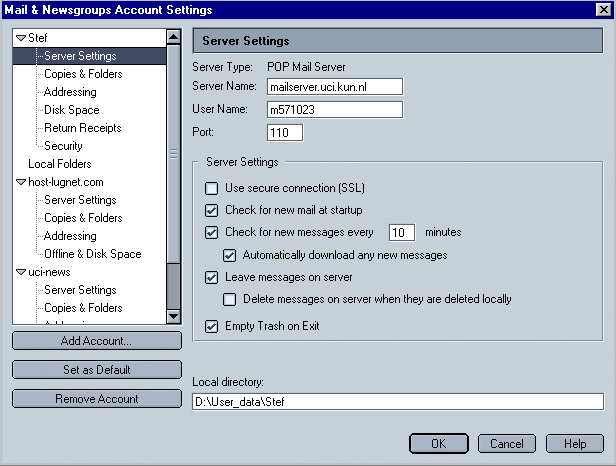 Mail & Newsgroups Account Settings
Stef
Server Settings
Copies & Folders
Addressing
Disk Space
Return Receipts
Security
Local Folders
host-lugnet.com
Server Settings
Copies & Folders
Addressing
Offline & Disk Space
uci-news
Server Settings
Copies & Folders
Add Account...
Set as Default
Remove Account
Server Settings
Server Type: POP Mail Server
Server Name: mailserver.uci.kun.nl
User Name: m571023
Port: 110
Server Settings
Use secure connection (SSL)
Check for new mail at startup
Check for new messages every 10 minutes
Automatically download any new messages
Leave messages on server
Delete messages on server when they are deleted locally
Empty Trash on Exit
Local directory:
D:\User_data\Stef
OK Cancel Help